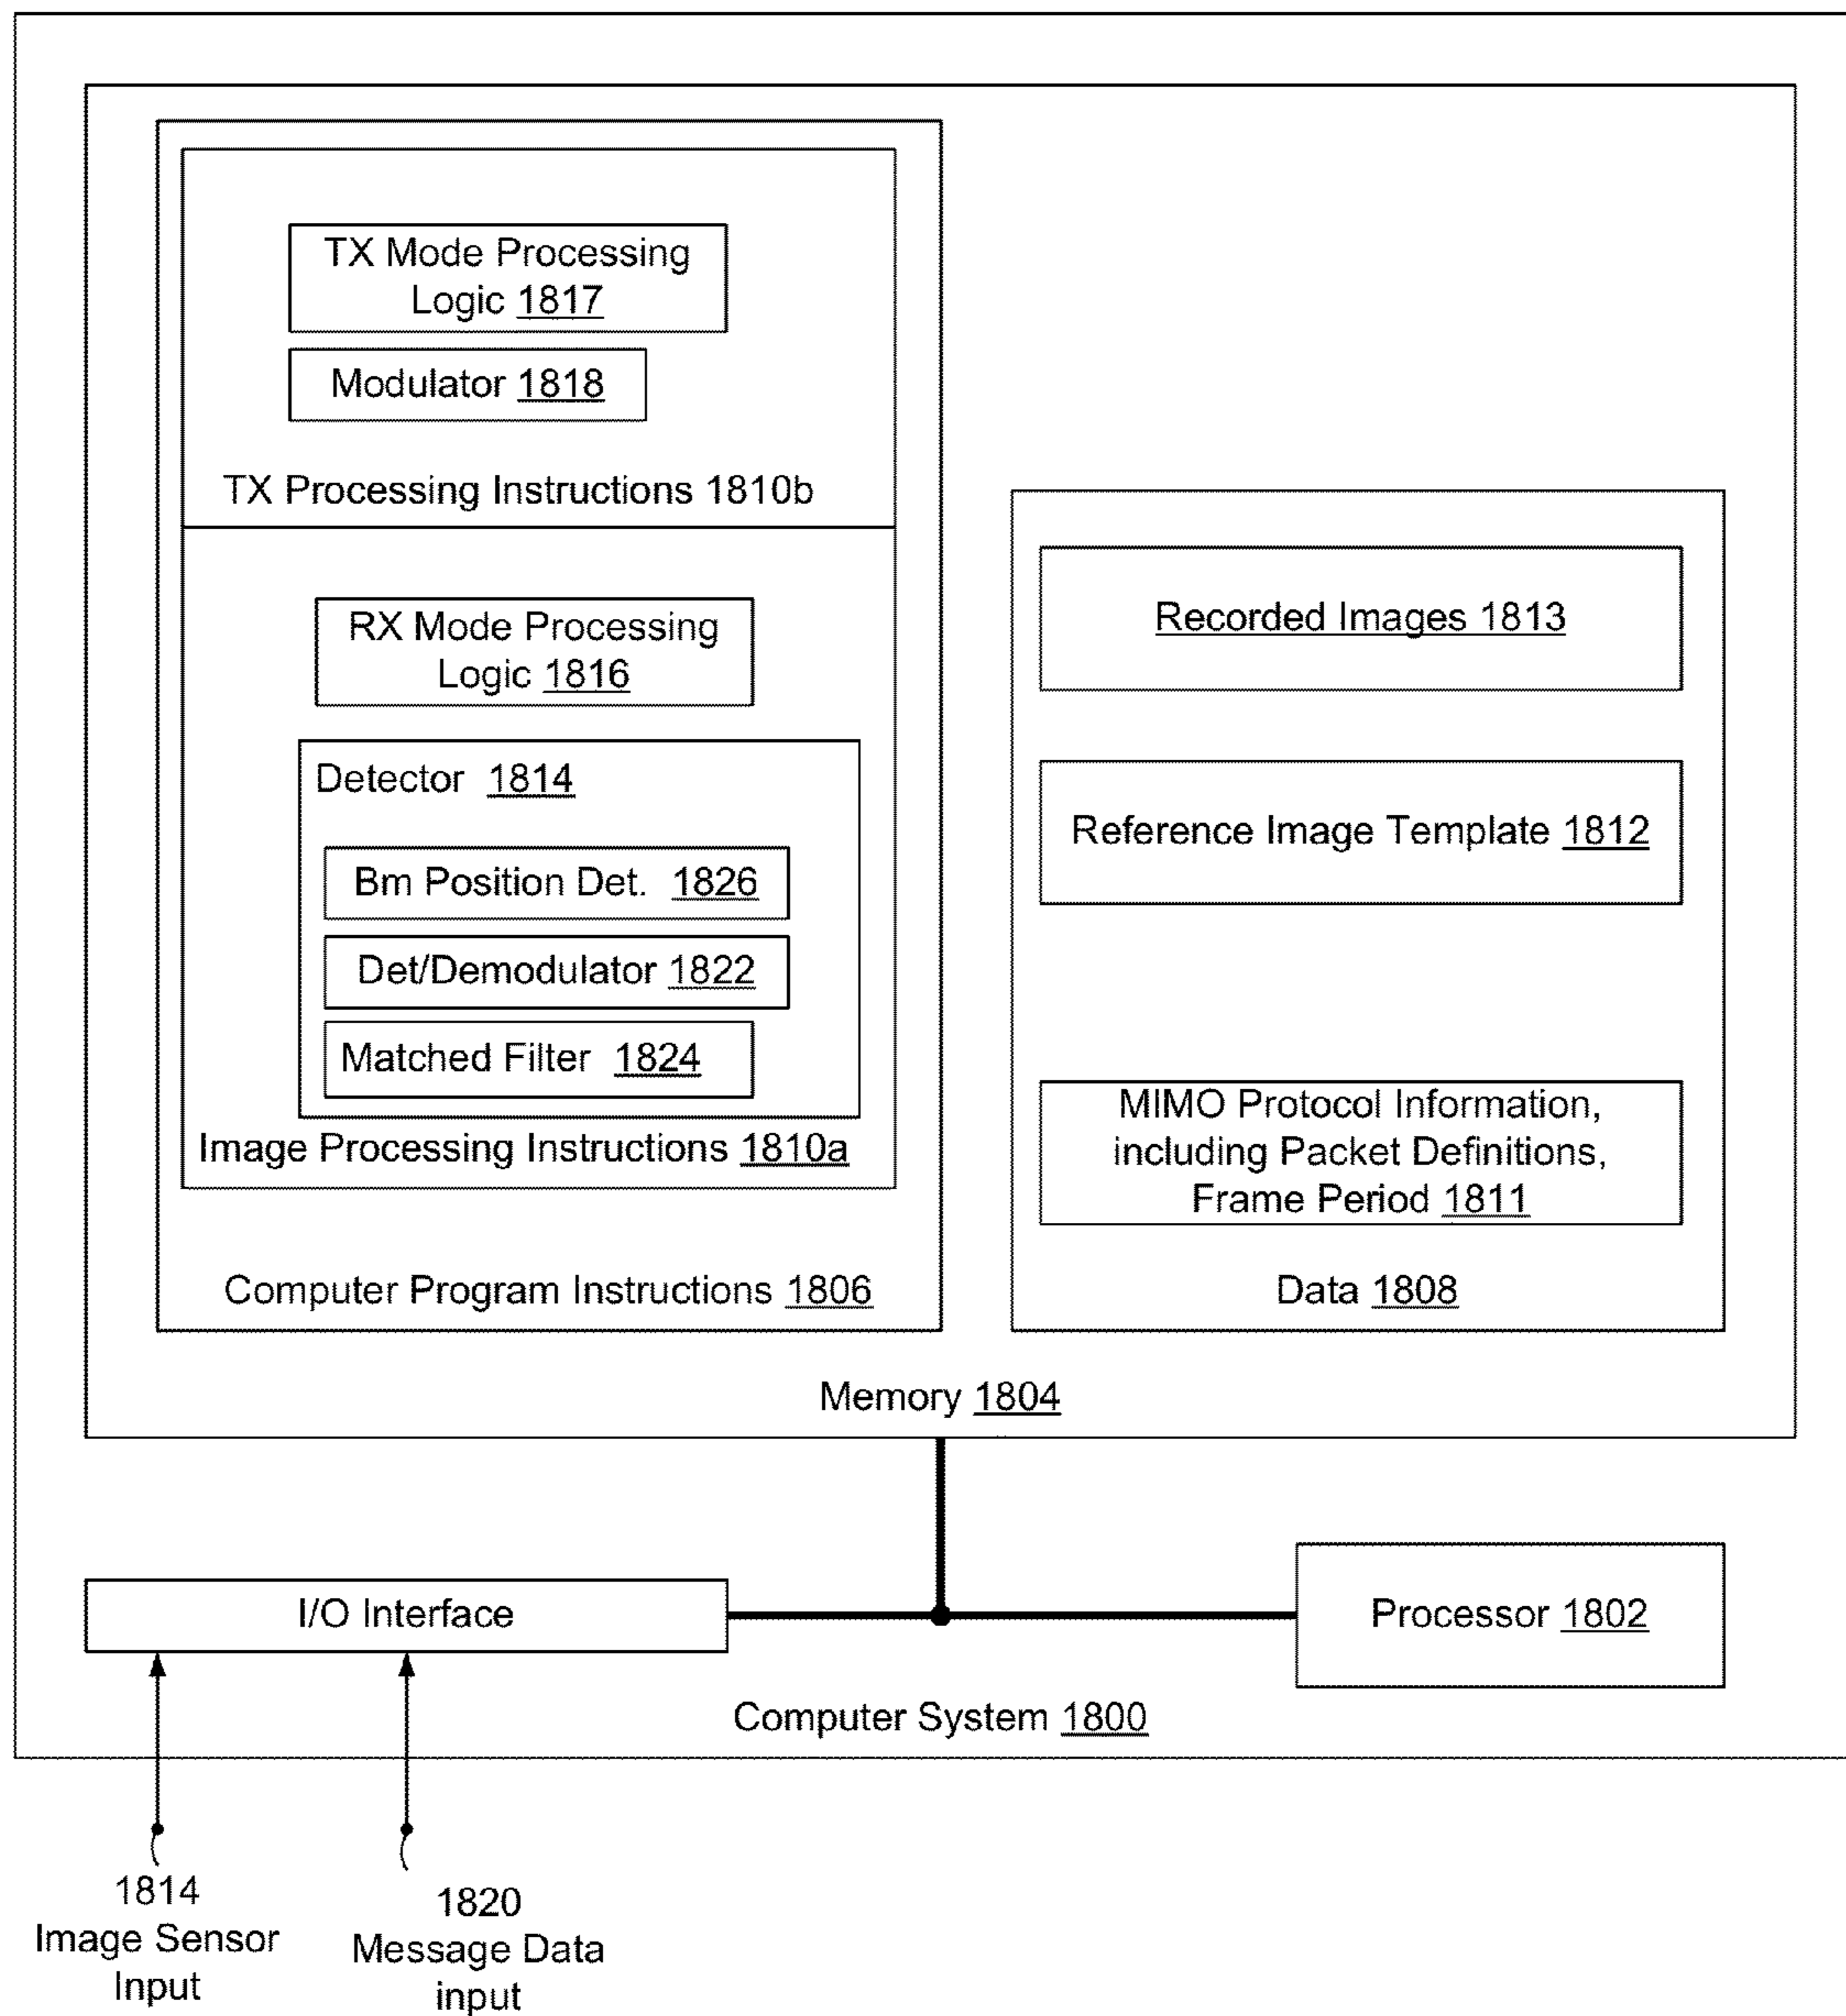 TX Mode Processing
Logic 1817
Modulator 1818
TX Processing Instructions 1810b
RX Mode Processing
Logic 1816
Detector 1814
Bm Position Det. 1826
Det/Demodulator 1822
Matched Filter 1824
Image Processing Instructions 1810a
Computer Program Instructions 1806
Recorded Images 1813
Reference Image Template 1812
MIMO Protocol Information,
including Packet Definitions,
Frame Period 1811
Data 1808
Memory 1804
I/O Interface
Processor 1802
Computer System 1800
1814
Image Sensor
Input
1820
Message Data
input